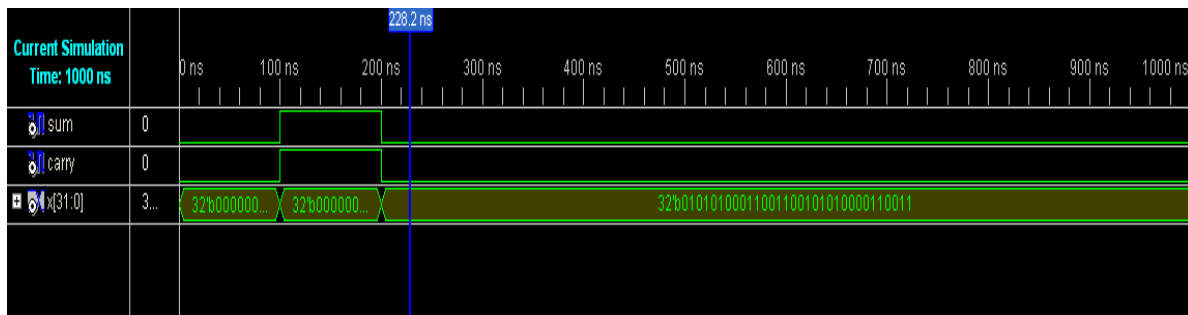 228.2 ns
Current Simulation
Time: 1000 ns
0 ns 100 ns 200 ns 300 ns 400 ns 500 ns 600 ns 700 ns 800 ns 900 ns 1000 ns
sum 0
carry 0
x[31:0] 3... 32'b000000... 32'b000000... 32'b01010100011001100101010000110011